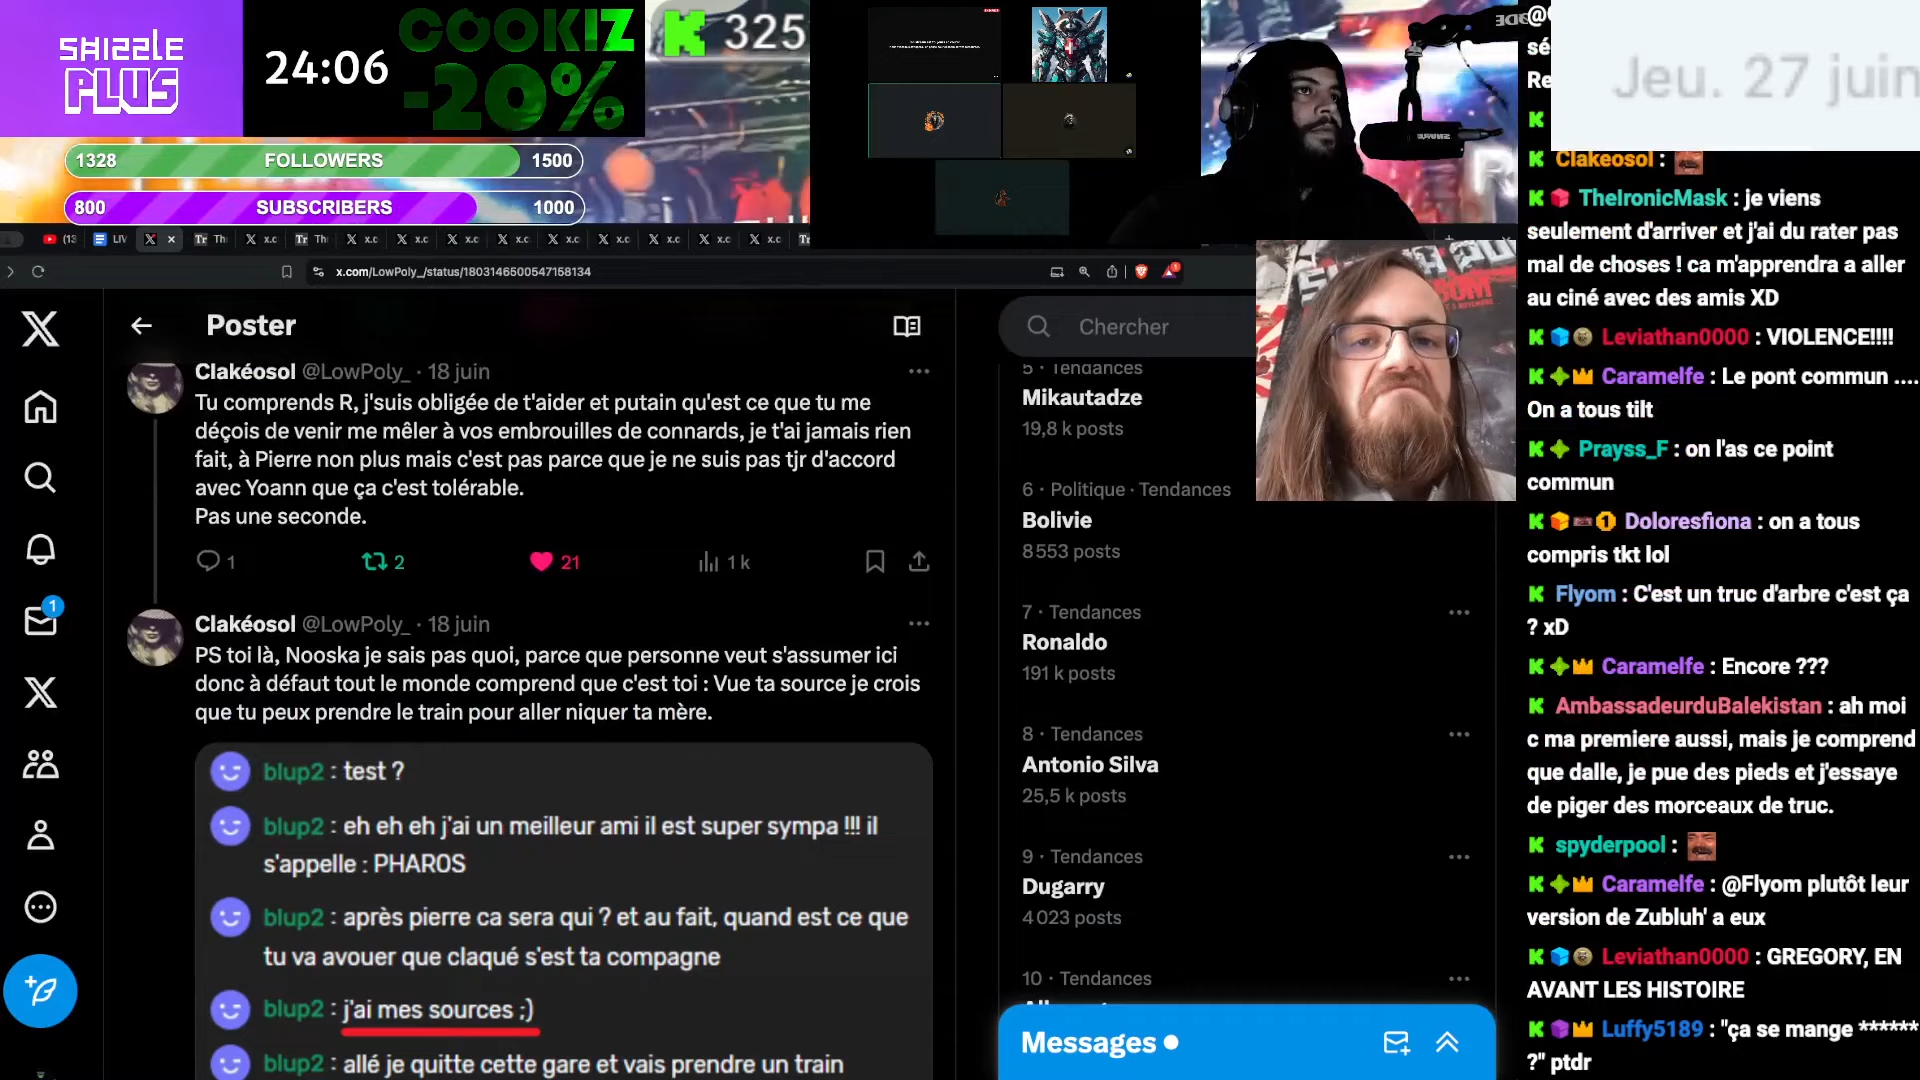 SHIZZLE
PLUS
24:06
COOKIZ
-20%
325
Jeu. 27 juin
1328 FOLLOWERS 1500
800 SUBSCRIBERS 1000
x.com/LowPoly_/status/1803146500547158134
Poster
Chercher
Clakéosol @LowPoly_ · 18 juin
Tu comprends R, j'suis obligée de t'aider et putain qu'est ce que tu me
déçois de venir me mêler à vos embrouilles de connards, je t'ai jamais rien
fait, à Pierre non plus mais c'est pas parce que je ne suis pas tjr d'accord
avec Yoann que ça c'est tolérable.
Pas une seconde.
1 2 21 1 k
Clakéosol @LowPoly_ · 18 juin
PS toi là, Nooska je sais pas quoi, parce que personne veut s'assumer ici
donc à défaut tout le monde comprend que c'est toi : Vue ta source je crois
que tu peux prendre le train pour aller niquer ta mère.
blup2 : test ?
blup2 : eh eh eh j'ai un meilleur ami il est super sympa !!! il
s'appelle : PHAROS
blup2 : après pierre ca sera qui ? et au fait, quand est ce que
tu va avouer que claqué s'est ta compagne
blup2 : j'ai mes sources ;)
blup2 : allé je quitte cette gare et vais prendre un train
1
5 · Tendances
Mikautadze
19,8 k posts
6 · Politique · Tendances
Bolivie
8 553 posts
7 · Tendances
Ronaldo
191 k posts
8 · Tendances
Antonio Silva
25,5 k posts
9 · Tendances
Dugarry
4 023 posts
10 · Tendances
Messages
Clakeosol :
TheIronicMask : je viens
seulement d'arriver et j'ai du rater pas
mal de choses ! ca m'apprendra a aller
au ciné avec des amis XD
Leviathan0000 : VIOLENCE!!!!
Caramelfe : Le pont commun ....
On a tous tilt
Prayss_F : on l'as ce point
commun
Doloresfiona : on a tous
compris tkt lol
Flyom : C'est un truc d'arbre c'est ça
? xD
Caramelfe : Encore ???
AmbassadeurduBalekistan : ah moi
c ma premiere aussi, mais je comprend
que dalle, je pue des pieds et j'essaye
de piger des morceaux de truc.
spyderpool :
Caramelfe : @Flyom plutôt leur
version de Zubluh' a eux
Leviathan0000 : GREGORY, EN
AVANT LES HISTOIRE
Luffy5189 : "ça se mange ******
?" ptdr